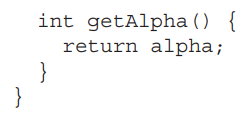 int getAlpha() {
return alpha;
}
}